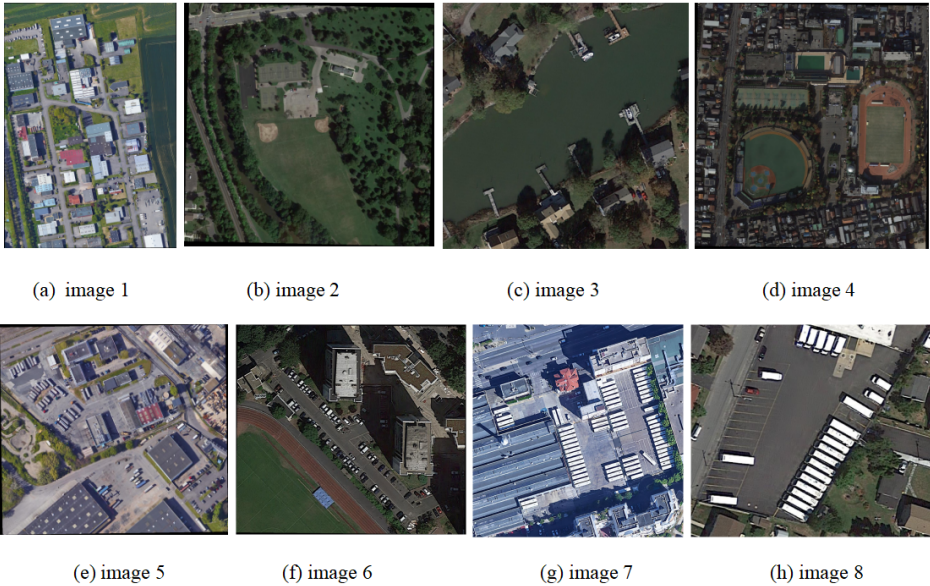 (a) image 1
(b) image 2
(c) image 3
(d) image 4
(e) image 5
(f) image 6
(g) image 7
(h) image 8